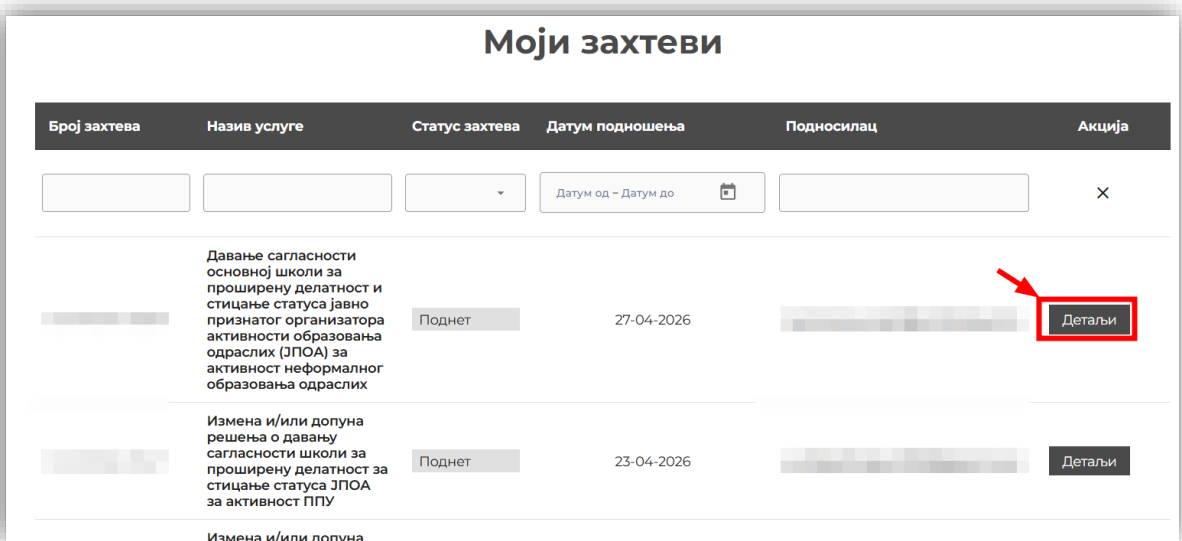 Моји захтеви
Број захтева Назив услуге Статус захтева Датум подношења Подносилац Акција
Датум од – Датум до
Давање сагласности
основној школи за
проширену делатност и
стицање статуса јавно
признатог организатора
активности образовања
одраслих (ЈПОА) за
активност неформалног
образовања одраслих
Поднет
27-04-2026
Детаљи
Измена и/или допуна
решења о давању
сагласности школи за
проширену делатност за
стицање статуса ЈПОА
за активност ППУ
Поднет
23-04-2026
Детаљи
Измена и/или допуна